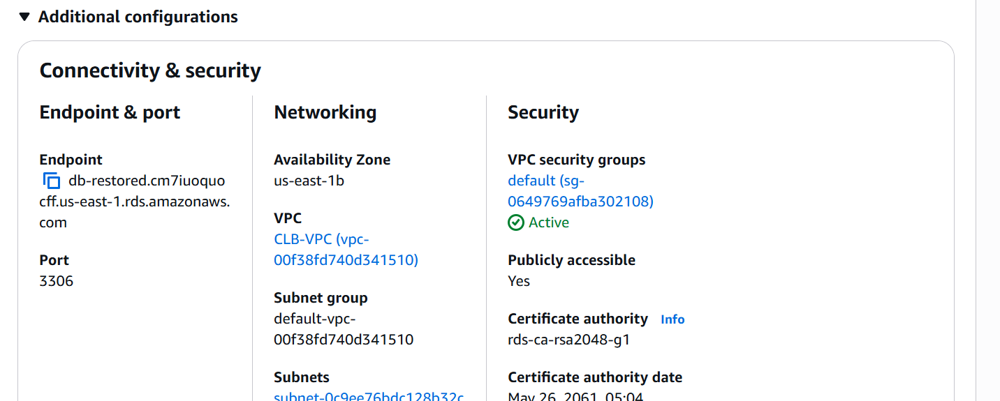 Additional configurations
Connectivity & security
Endpoint & port
Endpoint
db-restored.cm7iuoquo
cff.us-east-1.rds.amazonaws.
com
Port
3306
Networking
Availability Zone
us-east-1b
VPC
CLB-VPC (vpc-
00f38fd740d341510)
Subnet group
default-vpc-
00f38fd740d341510
Subnets
subnet-0c9ee76bdc128b32c
Security
VPC security groups
default (sg-
0649769afba302108)
Active
Publicly accessible
Yes
Certificate authority Info
rds-ca-rsa2048-g1
Certificate authority date
May 26, 2061, 05:04